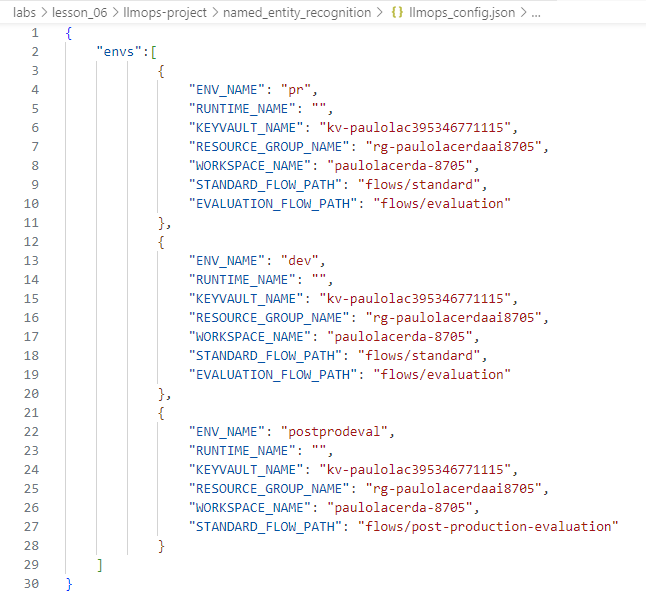 labs > lesson_06 > llmops-project > named_entity_recognition > {} llmops_config.json > ...
1 {
2 "envs":[
3 {
4 "ENV_NAME": "pr",
5 "RUNTIME_NAME": "",
6 "KEYVAULT_NAME": "kv-paulolac395346771115",
7 "RESOURCE_GROUP_NAME": "rg-paulolacerdaai8705",
8 "WORKSPACE_NAME": "paulolacerda-8705",
9 "STANDARD_FLOW_PATH": "flows/standard",
10 "EVALUATION_FLOW_PATH": "flows/evaluation"
11 },
12 {
13 "ENV_NAME": "dev",
14 "RUNTIME_NAME": "",
15 "KEYVAULT_NAME": "kv-paulolac395346771115",
16 "RESOURCE_GROUP_NAME": "rg-paulolacerdaai8705",
17 "WORKSPACE_NAME": "paulolacerda-8705",
18 "STANDARD_FLOW_PATH": "flows/standard",
19 "EVALUATION_FLOW_PATH": "flows/evaluation"
20 },
21 {
22 "ENV_NAME": "postprodeval",
23 "RUNTIME_NAME": "",
24 "KEYVAULT_NAME": "kv-paulolac395346771115",
25 "RESOURCE_GROUP_NAME": "rg-paulolacerdaai8705",
26 "WORKSPACE_NAME": "paulolacerda-8705",
27 "STANDARD_FLOW_PATH": "flows/post-production-evaluation"
28 }
29 ]
30 }